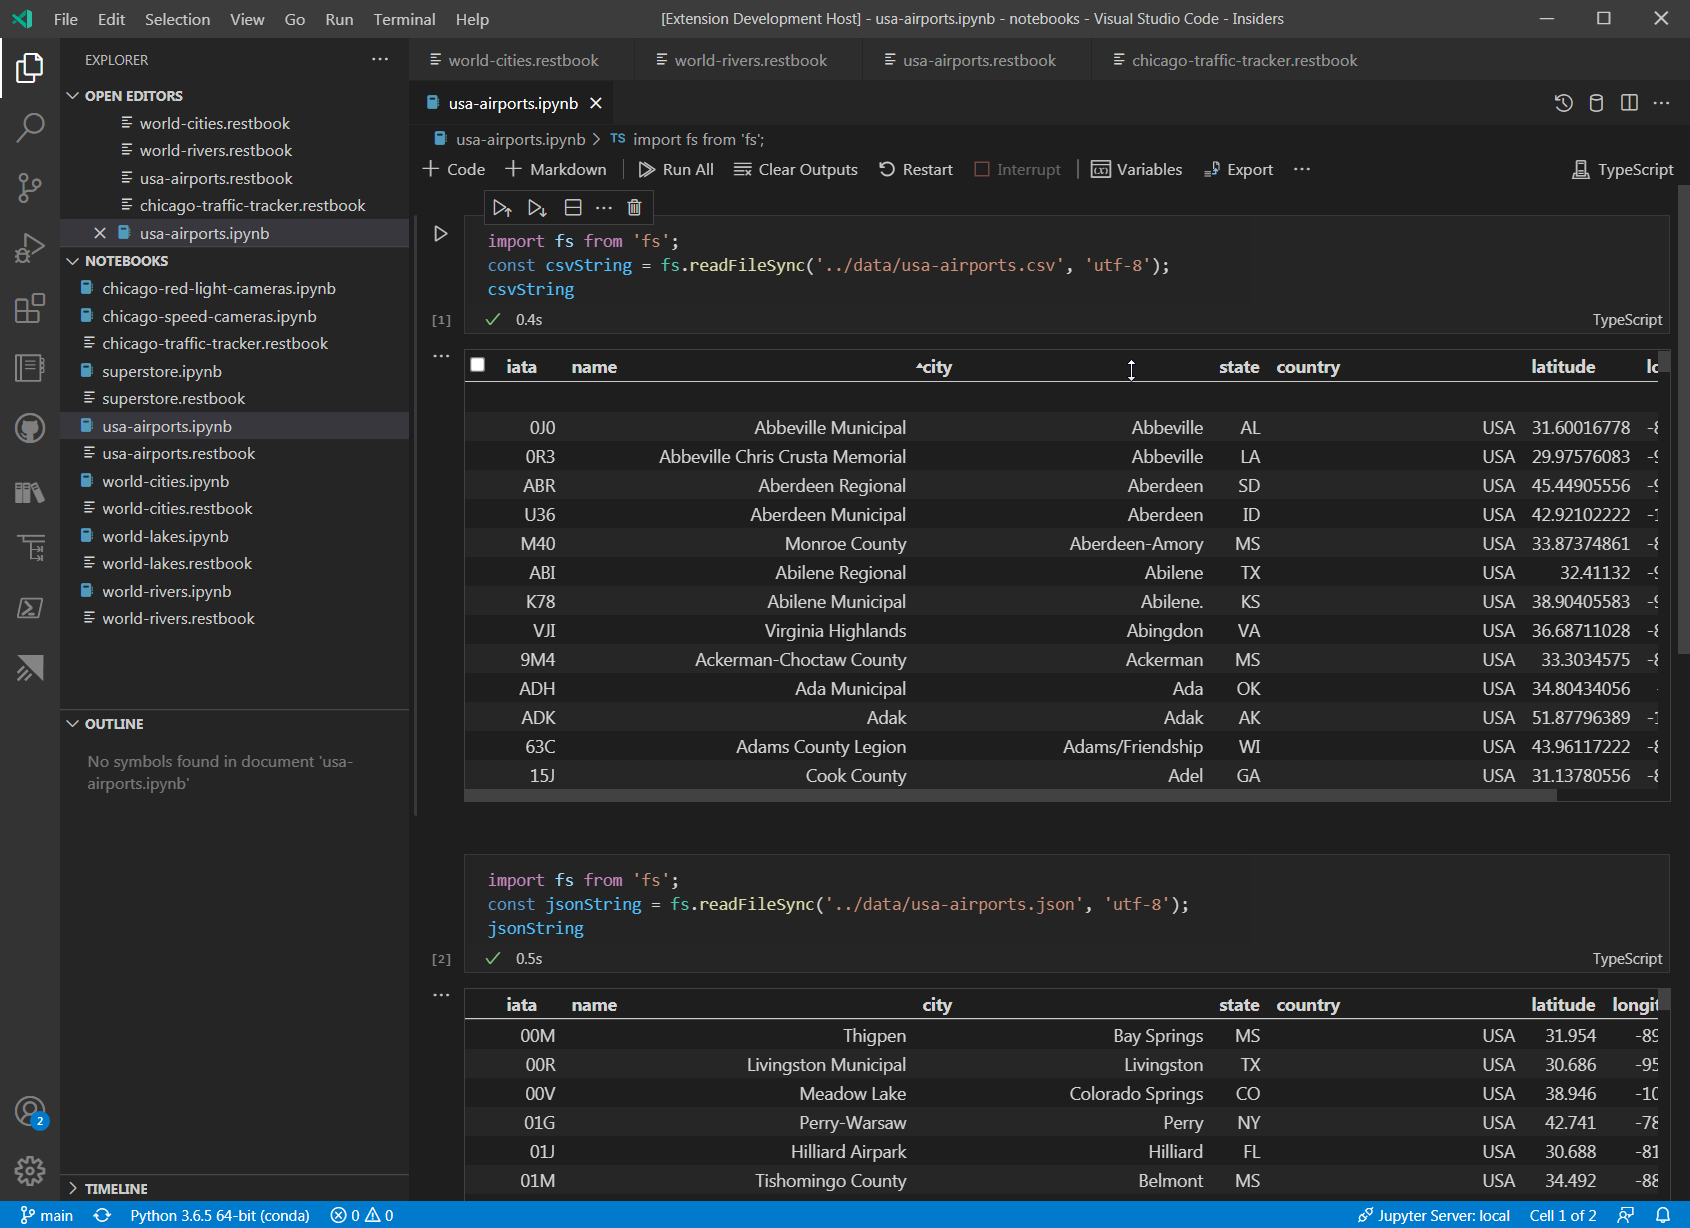 File Edit Selection View Go Run Terminal Help [Extension Development Host] - usa-airports.ipynb - notebooks - Visual Studio Code - Insiders
EXPLORER
OPEN EDITORS
world-cities.restbook
world-rivers.restbook
usa-airports.restbook
chicago-traffic-tracker.restbook
usa-airports.ipynb
NOTEBOOKS
chicago-red-light-cameras.ipynb
chicago-speed-cameras.ipynb
chicago-traffic-tracker.restbook
superstore.ipynb
superstore.restbook
usa-airports.ipynb
usa-airports.restbook
world-cities.ipynb
world-cities.restbook
world-lakes.ipynb
world-lakes.restbook
world-rivers.ipynb
world-rivers.restbook
OUTLINE
No symbols found in document 'usa-
airports.ipynb'
TIMELINE
world-cities.restbook world-rivers.restbook usa-airports.restbook chicago-traffic-tracker.restbook
usa-airports.ipynb
usa-airports.ipynb > TS import fs from 'fs';
Code Markdown Run All Clear Outputs Restart Interrupt Variables Export TypeScript
import fs from 'fs';
const csvString = fs.readFileSync('../data/usa-airports.csv', 'utf-8');
csvString
[1] 0.4s TypeScript
iata name city state country latitude
0J0 Abbeville Municipal Abbeville AL USA 31.60016778
0R3 Abbeville Chris Crusta Memorial Abbeville LA USA 29.97576083
ABR Aberdeen Regional Aberdeen SD USA 45.44905556
U36 Aberdeen Municipal Aberdeen ID USA 42.92102222
M40 Monroe County Aberdeen-Amory MS USA 33.87374861
ABI Abilene Regional Abilene TX USA 32.41132
K78 Abilene Municipal Abilene. KS USA 38.90405583
VJI Virginia Highlands Abingdon VA USA 36.68711028
9M4 Ackerman-Choctaw County Ackerman MS USA 33.3034575
ADH Ada Municipal Ada OK USA 34.80434056
ADK Adak Adak AK USA 51.87796389
63C Adams County Legion Adams/Friendship WI USA 43.96117222
15J Cook County Adel GA USA 31.13780556
import fs from 'fs';
const jsonString = fs.readFileSync('../data/usa-airports.json', 'utf-8');
jsonString
[2] 0.5s TypeScript
iata name city state country latitude longit
00M Thigpen Bay Springs MS USA 31.954 -89
00R Livingston Municipal Livingston TX USA 30.686 -95
00V Meadow Lake Colorado Springs CO USA 38.946 -10
01G Perry-Warsaw Perry NY USA 42.741 -78
01J Hilliard Airpark Hilliard FL USA 30.688 -81
01M Tishomingo County Belmont MS USA 34.492 -88
2
main Python 3.6.5 64-bit (conda) 0 0 Jupyter Server: local Cell 1 of 2